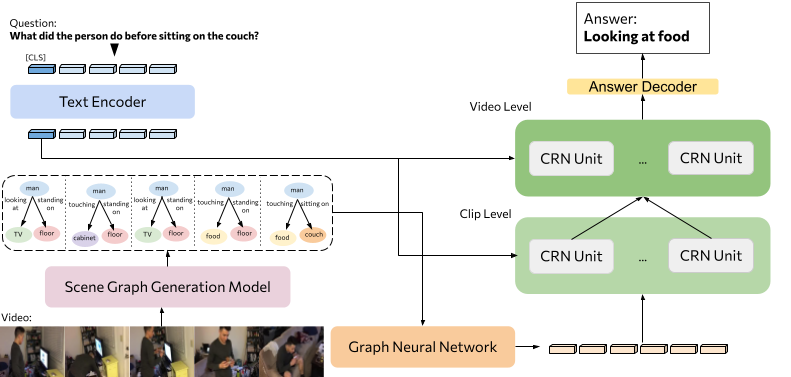 Question:
What did the person do before sitting on the couch?
[CLS]
Text Encoder
man
looking at
standing on
TV
floor
man
touching
standing on
cabinet
floor
man
looking at
standing on
TV
floor
man
touching
standing on
food
floor
man
touching
sitting on
food
couch
Scene Graph Generation Model
Video:
Graph Neural Network
Answer:
Looking at food
Answer Decoder
Video Level
CRN Unit
...
CRN Unit
Clip Level
CRN Unit
...
CRN Unit